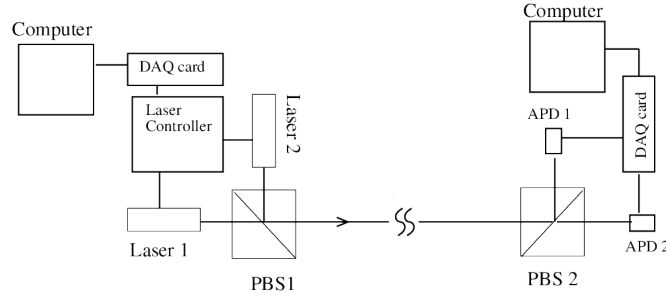 Computer
DAQ card
Laser
Controller
Laser 2
Laser 1
PBS1
Computer
APD 1
DAQ card
APD 2
PBS 2